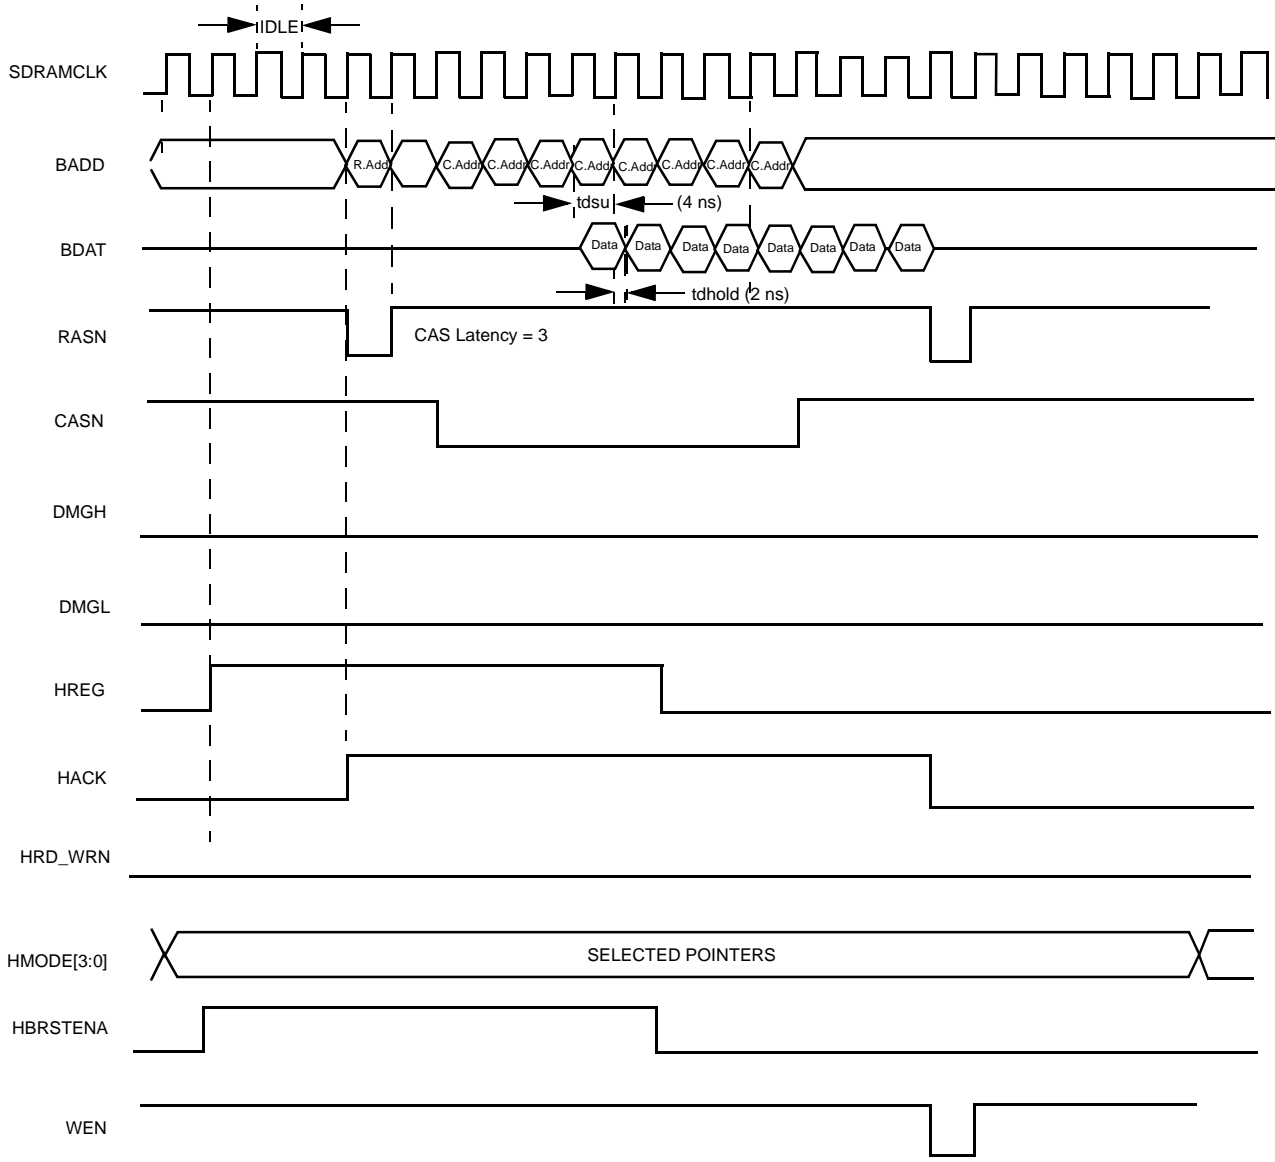 IDLE
SDRAMCLK
BADD
R.Add
C.Addr
C.Addr
C.Addr
C.Addr
C.Addr
C.Addr
C.Addr
C.Addr
tdsu
(4 ns)
BDAT
Data
Data
Data
Data
Data
Data
Data
Data
tdhold (2 ns)
RASN
CAS Latency = 3
CASN
DMGH
DMGL
HREG
HACK
HRD_WRN
HMODE[3:0]
SELECTED POINTERS
HBRSTENA
WEN